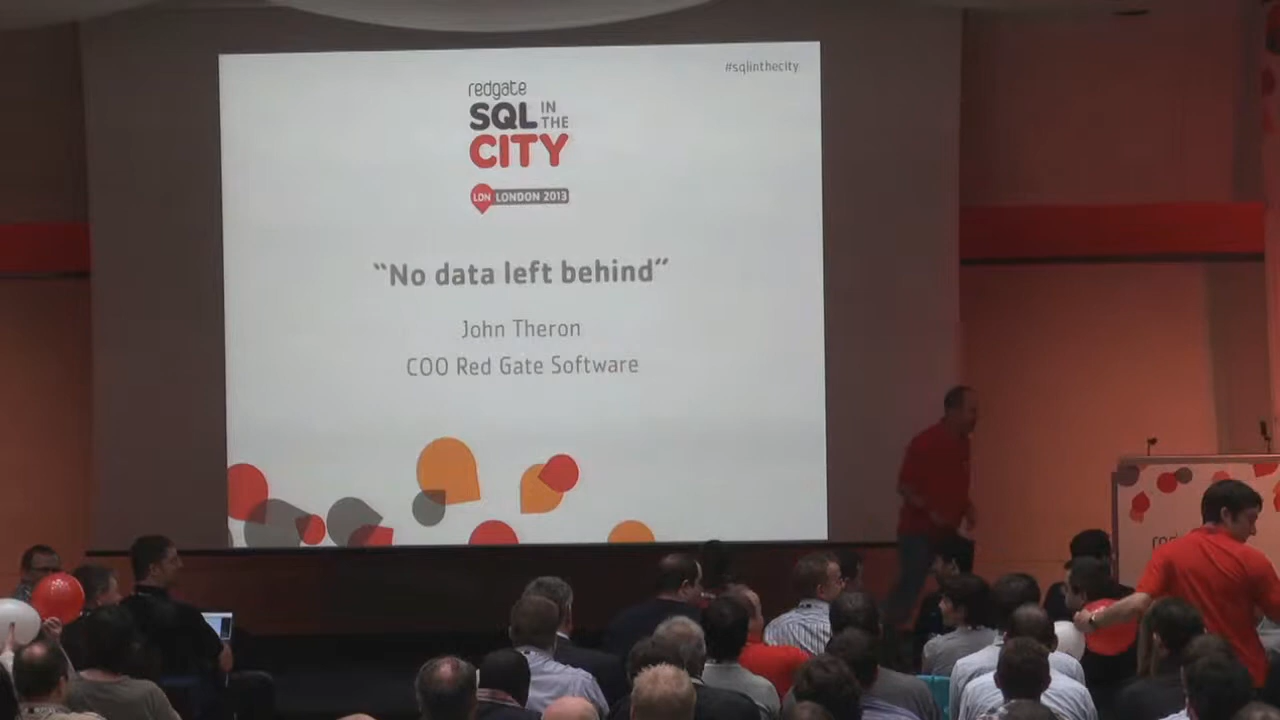 #sqlinthecity
redgate
SQL IN THE
CITY
LDN LONDON 2013
“No data left behind”
John Theron
COO Red Gate Software